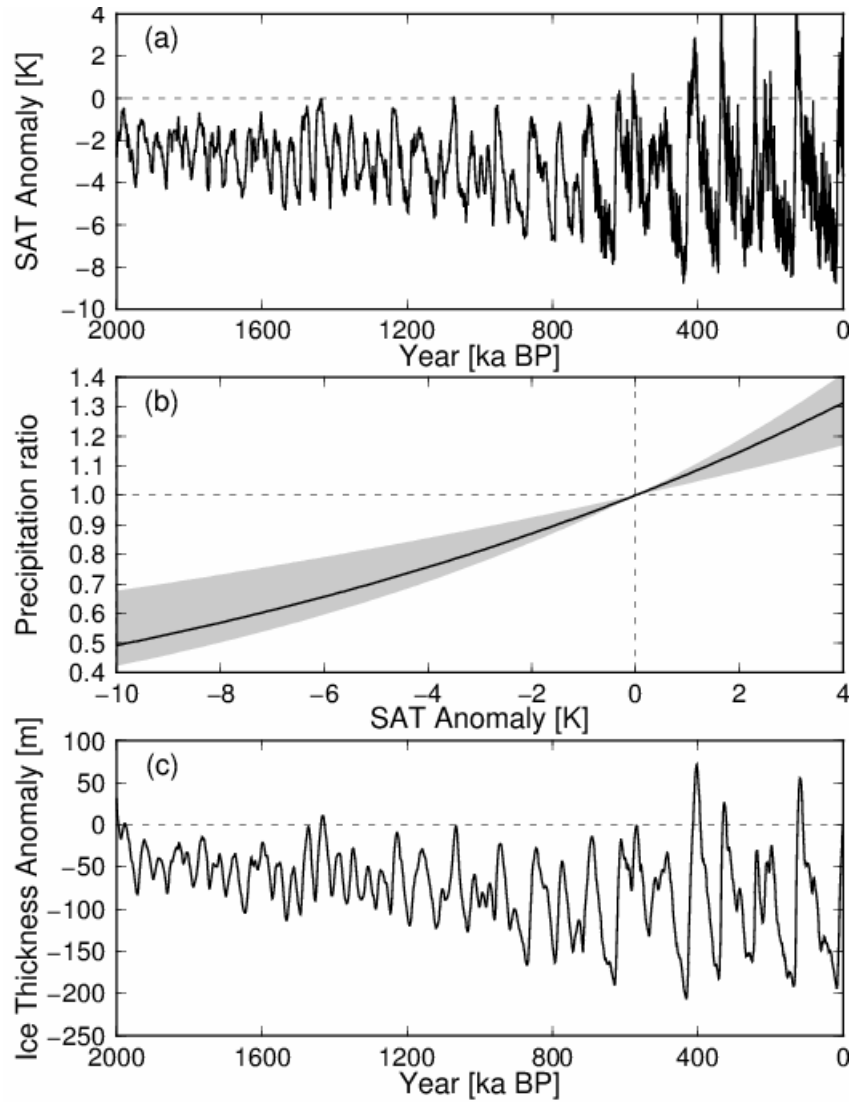 (a)
SAT Anomaly [K]
4
2
0
−2
−4
−6
−8
−10
2000 1600 1200 800 400 0
Year [ka BP]
(b)
Precipitation ratio
1.4
1.3
1.2
1.1
1.0
0.9
0.8
0.7
0.6
0.5
0.4
−10 −8 −6 −4 −2 0 2 4
SAT Anomaly [K]
(c)
Ice Thickness Anomaly [m]
100
50
0
−50
−100
−150
−200
−250
2000 1600 1200 800 400 0
Year [ka BP]